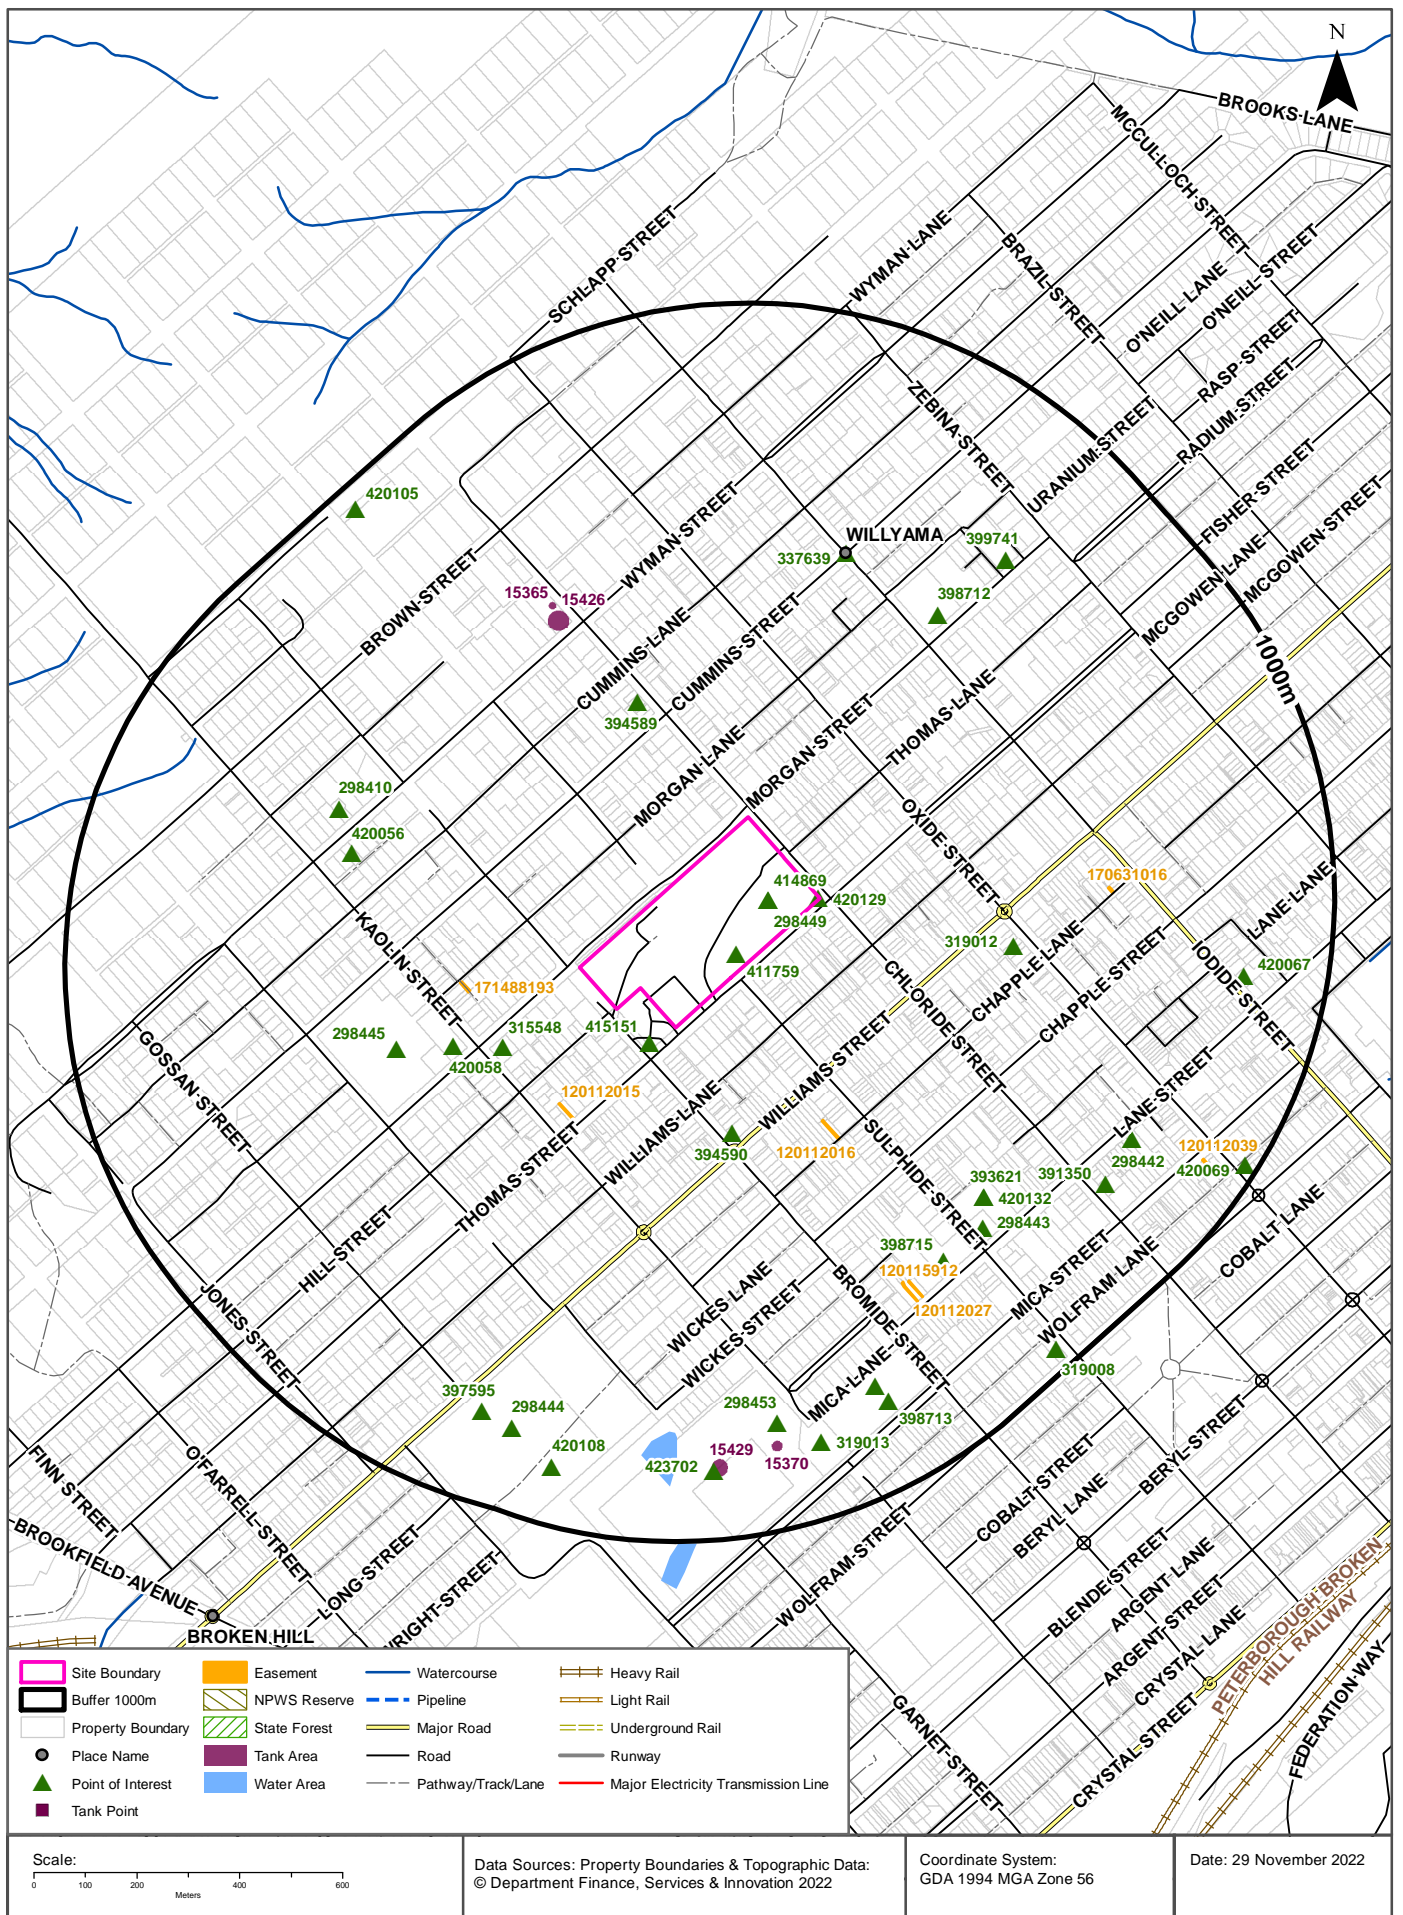 N
BROOKS LANE
MCCULLOCH STREET
SCHLAPP STREET
WYMAN LANE
BRAZIL STREET
O'NEILL LANE
O'NEILL STREET
RASP STREET
RADIUM STREET
ZEBINA STREET
URANIUM STREET
FISHER STREET
MCGOWEN STREET
MCGOWEN LANE
420105
WYMAN STREET
WILLYAMA
337639
399741
398712
15365
15426
BROWN STREET
CUMMINS LANE
CUMMINS STREET
1000m
394589
THOMAS LANE
MORGAN STREET
MORGAN LANE
298410
420056
OXIDE STREET
414869
420129
298449
170631016
LANE LANE
411759
319012
CHAPPLE LANE
CHAPPLE STREET
IODIDE STREET
420067
KAOLIN STREET
171488193
CHLORIDE STREET
298445
420058
315548
415151
GOSSAN STREET
120112015
WILLIAMS STREET
WILLIAMS LANE
394590
120112016
SULPHIDE STREET
LANE STREET
298442
120112039
420069
393621
391350
420132
298443
THOMAS STREET
HILL STREET
398715
120115912
120112027
COBALT LANE
MICA STREET
WOLFRAM LANE
JONES STREET
WICKES LANE
WICKES STREET
BROMIDE STREET
319008
MICA LANE
397595
298444
298453
398713
420108
15429
15370
319013
423702
FINN STREET
O'FARRELL STREET
COBALT STREET
BERYL STREET
BERYL LANE
BROOKFIELD AVENUE
LONG STREET
WRIGHT STREET
WOLFRAM STREET
BLENDE STREET
ARGENT LANE
ARGENT STREET
CRYSTAL LANE
PETERBOROUGH BROKEN
HILL RAILWAY
BROKEN HILL
GARNET STREET
CRYSTAL STREET
FEDERATION WAY
Site Boundary
Easement
Watercourse
Heavy Rail
Buffer 1000m
NPWS Reserve
Pipeline
Light Rail
Property Boundary
State Forest
Major Road
Underground Rail
Place Name
Tank Area
Road
Runway
Point of Interest
Water Area
Pathway/Track/Lane
Major Electricity Transmission Line
Tank Point
Scale:
0 100 200 400 600
Meters
Data Sources: Property Boundaries & Topographic Data:
© Department Finance, Services & Innovation 2022
Coordinate System:
GDA 1994 MGA Zone 56
Date: 29 November 2022